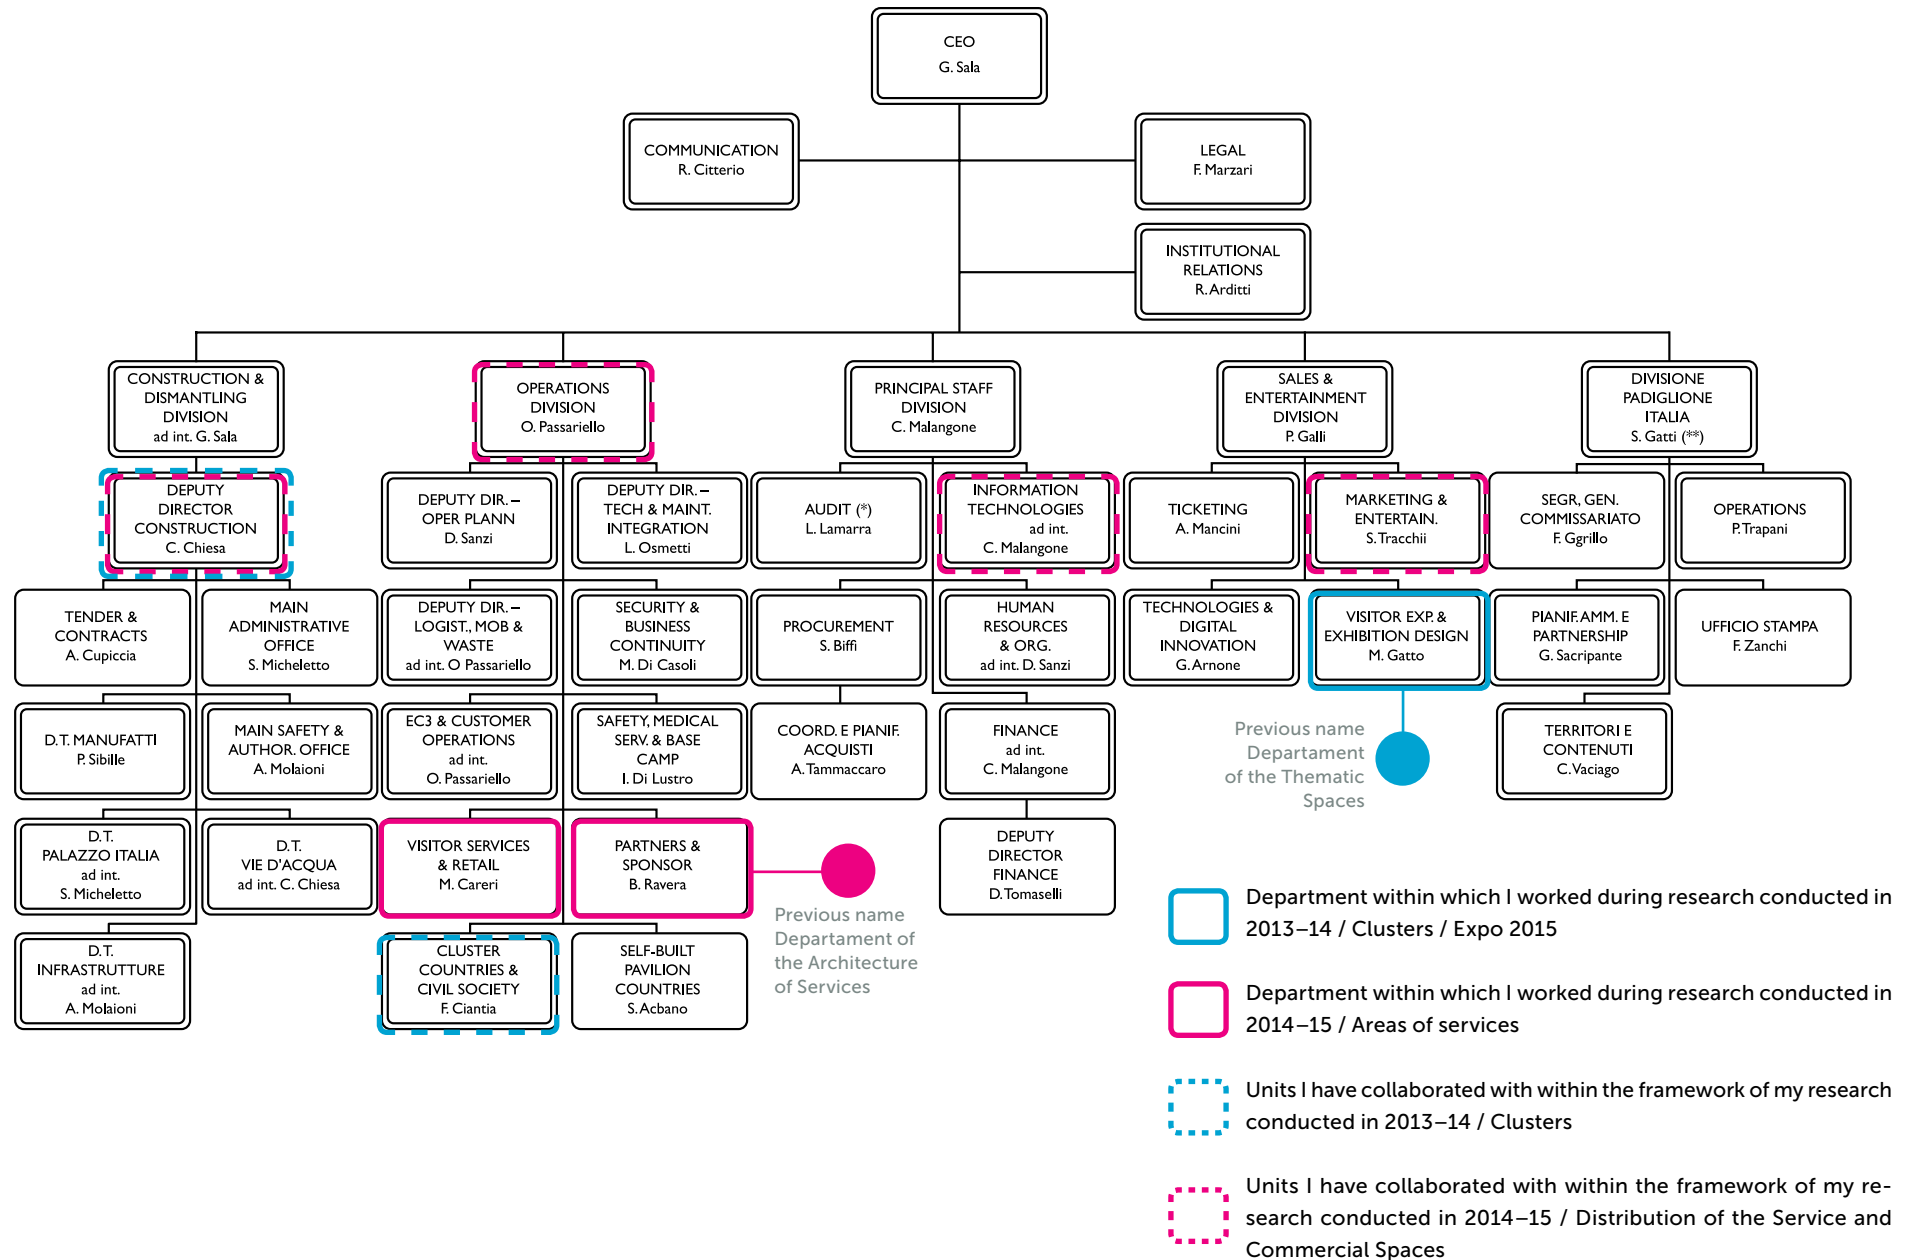 CEO
G. Sala
COMMUNICATION
R. Citterio
LEGAL
F. Marzari
INSTITUTIONAL
RELATIONS
R. Arditti
CONSTRUCTION &
DISMANTLING
DIVISION
ad int. G. Sala
OPERATIONS
DIVISION
O. Passariello
PRINCIPAL STAFF
DIVISION
C. Malangone
SALES &
ENTERTAINMENT
DIVISION
P. Galli
DIVISIONE
PADIGLIONE
ITALIA
S. Gatti (**)
DEPUTY
DIRECTOR
CONSTRUCTION
C. Chiesa
DEPUTY DIR. –
OPER PLANN
D. Sanzi
DEPUTY DIR. –
TECH & MAINT.
INTEGRATION
L. Osmetti
AUDIT (*)
L. Lamarra
INFORMATION
TECHNOLOGIES
ad int.
C. Malangone
TICKETING
A. Mancini
MARKETING &
ENTERTAIN.
S. Tracchii
SEGR, GEN.
COMMISSARIATO
F. Ggrillo
OPERATIONS
P. Trapani
TENDER &
CONTRACTS
A. Cupiccia
MAIN
ADMINISTRATIVE
OFFICE
S. Micheletto
DEPUTY DIR. –
LOGIST., MOB &
WASTE
ad int. O Passariello
SECURITY &
BUSINESS
CONTINUITY
M. Di Casoli
PROCUREMENT
S. Biffi
HUMAN
RESOURCES
& ORG.
ad int. D. Sanzi
TECHNOLOGIES &
DIGITAL
INNOVATION
G. Arnone
VISITOR EXP. &
EXHIBITION DESIGN
M. Gatto
PIANIF. AMM. E
PARTNERSHIP
G. Sacripante
UFFICIO STAMPA
F. Zanchi
D.T. MANUFATTI
P. Sibille
MAIN SAFETY &
AUTHOR. OFFICE
A. Molaioni
EC3 & CUSTOMER
OPERATIONS
ad int.
O. Passariello
SAFETY, MEDICAL
SERV. & BASE
CAMP
I. Di Lustro
COORD. E PIANIF.
ACQUISTI
A. Tammaccaro
FINANCE
ad int.
C. Malangone
Previous name
Departament
of the Thematic
Spaces
TERRITORI E
CONTENUTI
C. Vaciago
D.T.
PALAZZO ITALIA
ad int.
S. Micheletto
D.T.
VIE D'ACQUA
ad int. C. Chiesa
VISITOR SERVICES
& RETAIL
M. Careri
PARTNERS &
SPONSOR
B. Ravera
Previous name
Departament of
the Architecture
of Services
DEPUTY
DIRECTOR
FINANCE
D. Tomaselli
D.T.
INFRASTRUTTURE
ad int.
A. Molaioni
CLUSTER
COUNTRIES &
CIVIL SOCIETY
F. Ciantia
SELF-BUILT
PAVILION
COUNTRIES
S. Acbano
Department within which I worked during research conducted in
2013–14 / Clusters / Expo 2015
Department within which I worked during research conducted in
2014–15 / Areas of services
Units I have collaborated with within the framework of my research
conducted in 2013–14 / Clusters
Units I have collaborated with within the framework of my re-
search conducted in 2014–15 / Distribution of the Service and
Commercial Spaces